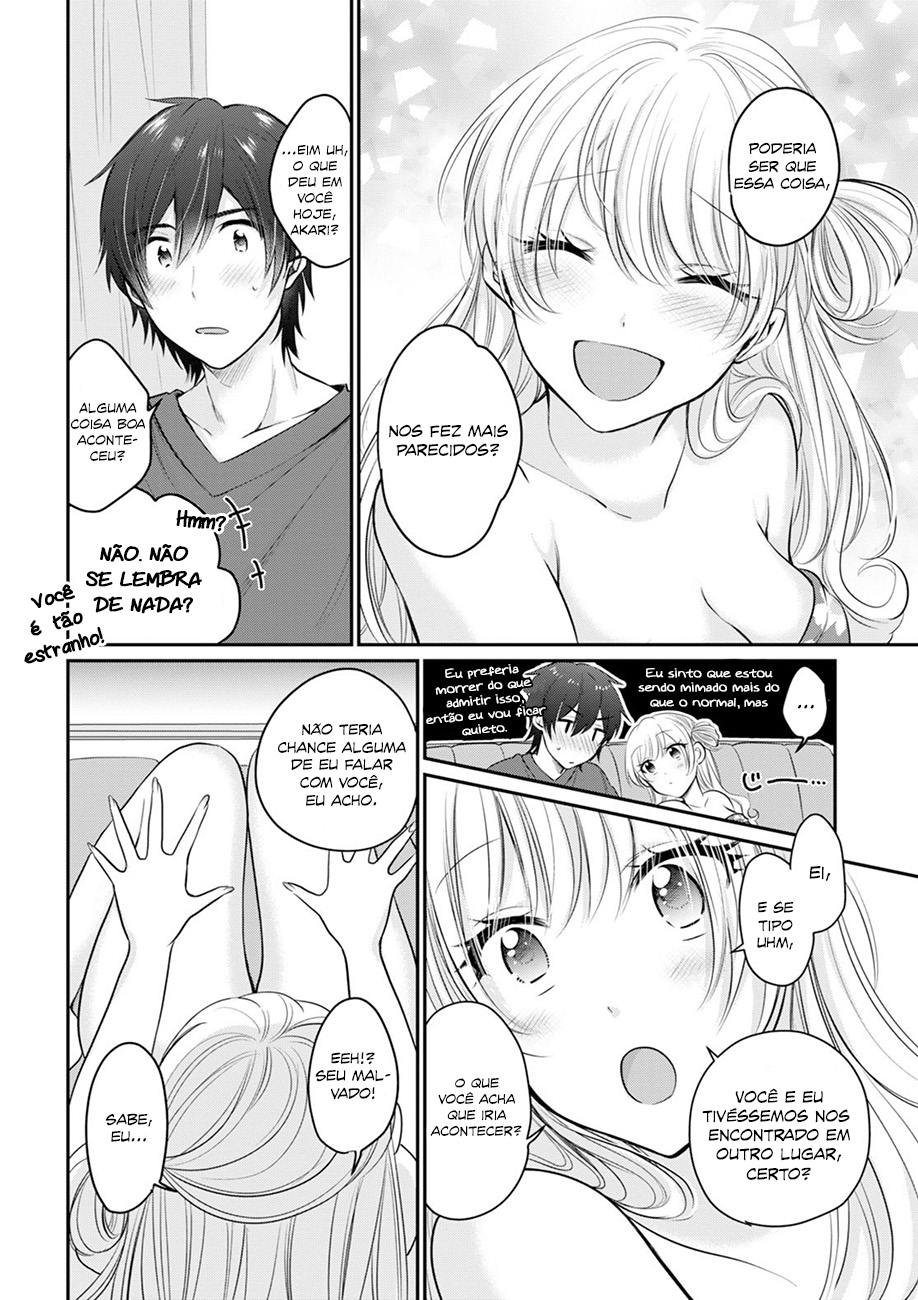 PODERIA
SER QUE
ESSA COISA,
NOS FEZ MAIS
PARECIDOS?
...EIM UH,
O QUE
DEU EM
VOCÊ
HOJE,
AKARI?
ALGUMA
COISA BOA
ACONTE-
CEU?
Hmm?
NÃO. NÃO
SE LEMBRA
DE NADA?
Você
é tão
estranho!
...
Eu sinto que estou
sendo mimado mais do
que o normal, mas
Eu preferia
morrer do que
admitir isso,
então eu vou ficar
quieto.
じー…
EI,
E SE
TIPO
UHM,
VOCÊ E EU
TIVÉSSEMOS NOS
ENCONTRADO EM
OUTRO LUGAR,
CERTO?
O QUE
VOCÊ ACHA
QUE IRIA
ACONTECER?
NÃO TERIA
CHANCE ALGUMA
DE EU FALAR
COM VOCÊ,
EU ACHO.
EEH!?
SEU MAL-
VADO!
SABE,
EU...